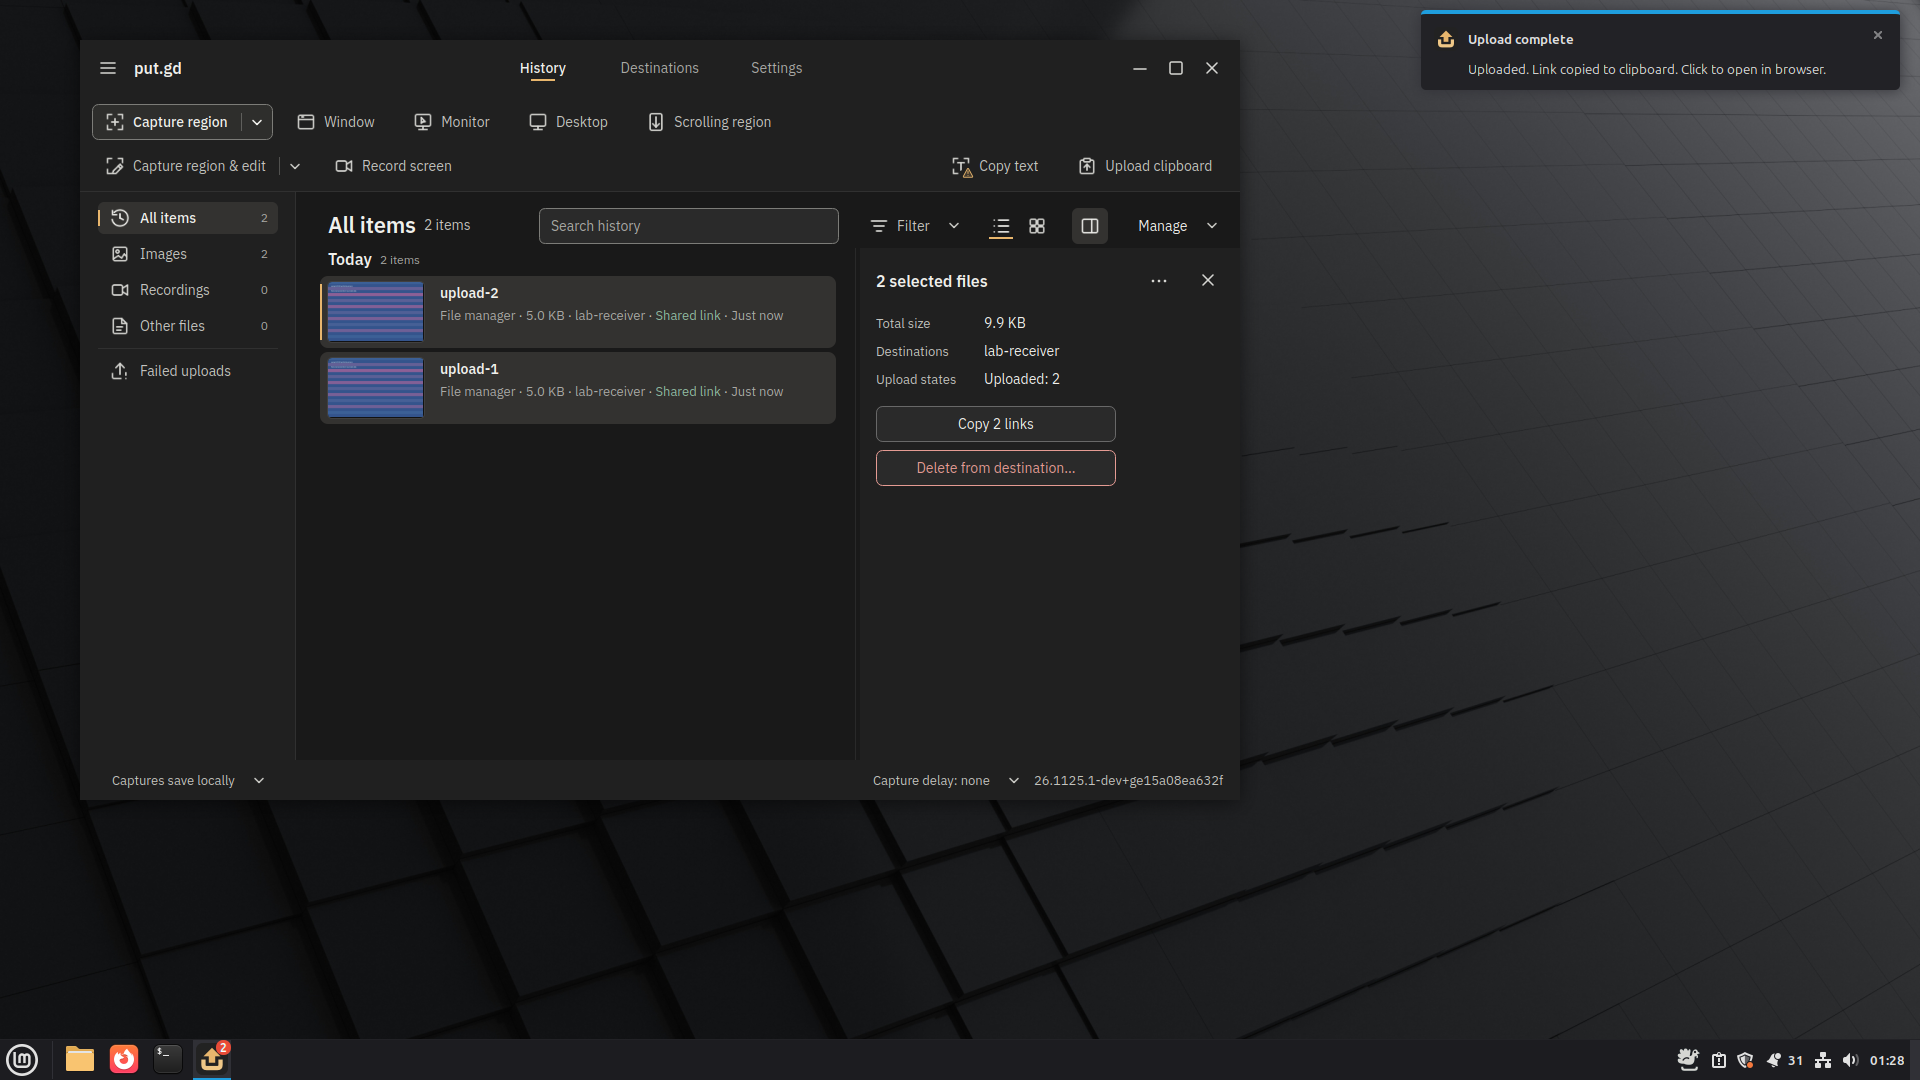 Upload complete
Uploaded. Link copied to clipboard. Click to open in browser.
put.gd
History
Destinations
Settings
Capture region
Window
Monitor
Desktop
Scrolling region
Capture region & edit
Record screen
Copy text
Upload clipboard
All items 2
Images 2
Recordings 0
Other files 0
Failed uploads
All items 2 items
Search history
Filter
Manage
Today 2 items
upload-2
File manager · 5.0 KB · lab-receiver · Shared link · Just now
upload-1
File manager · 5.0 KB · lab-receiver · Shared link · Just now
2 selected files
Total size 9.9 KB
Destinations lab-receiver
Upload states Uploaded: 2
Copy 2 links
Delete from destination...
Captures save locally
Capture delay: none
26.1125.1-dev+ge15a08ea632f
$_
2
31
01:28